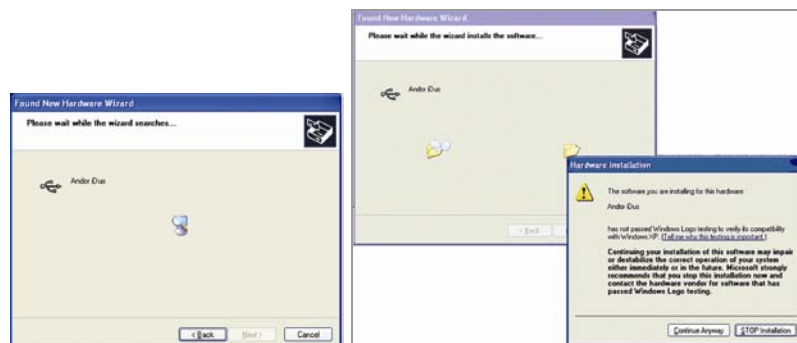 Found New Hardware Wizard
Please wait while the wizard searches...
Andor iDus
< Back
Next >
Cancel
Found New Hardware Wizard
Please wait while the wizard installs the software...
Andor iDus
< Back
Hardware Installation
The software you are installing for this hardware:
Andor iDus
has not passed Windows Logo testing to verify its compatibility
with Windows XP. (Tell me why this testing is important.)
Continuing your installation of this software may impair
or destabilize the correct operation of your system
either immediately or in the future. Microsoft strongly
recommends that you stop this installation now and
contact the hardware vendor for software that has
passed Windows Logo testing.
Continue Anyway
STOP Installation